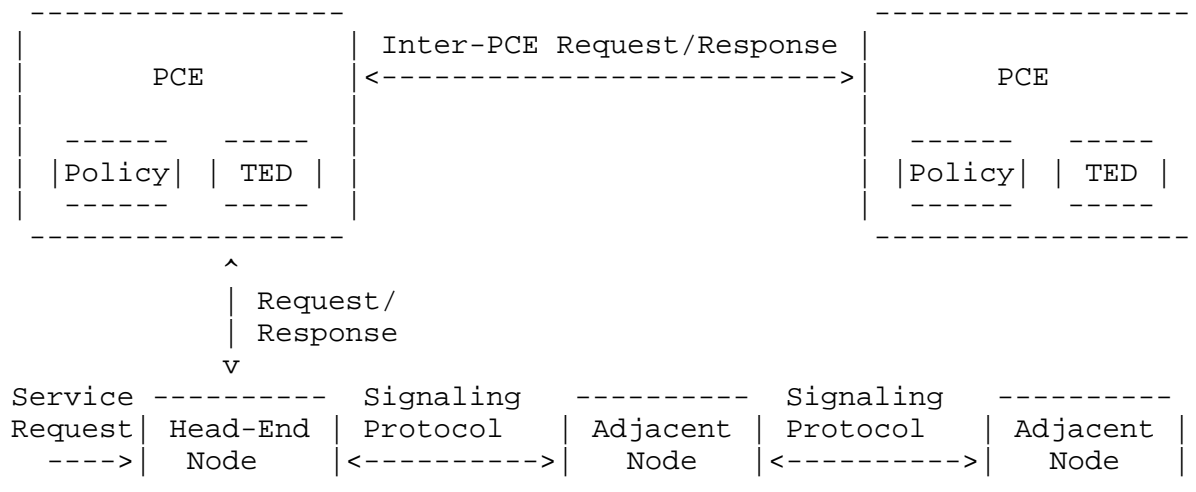 Inter-PCE Request/Response
PCE PCE
Policy TED Policy TED
Request/
Response
Service Signaling Signaling
Request Head-End Protocol Adjacent Protocol Adjacent
Node Node Node